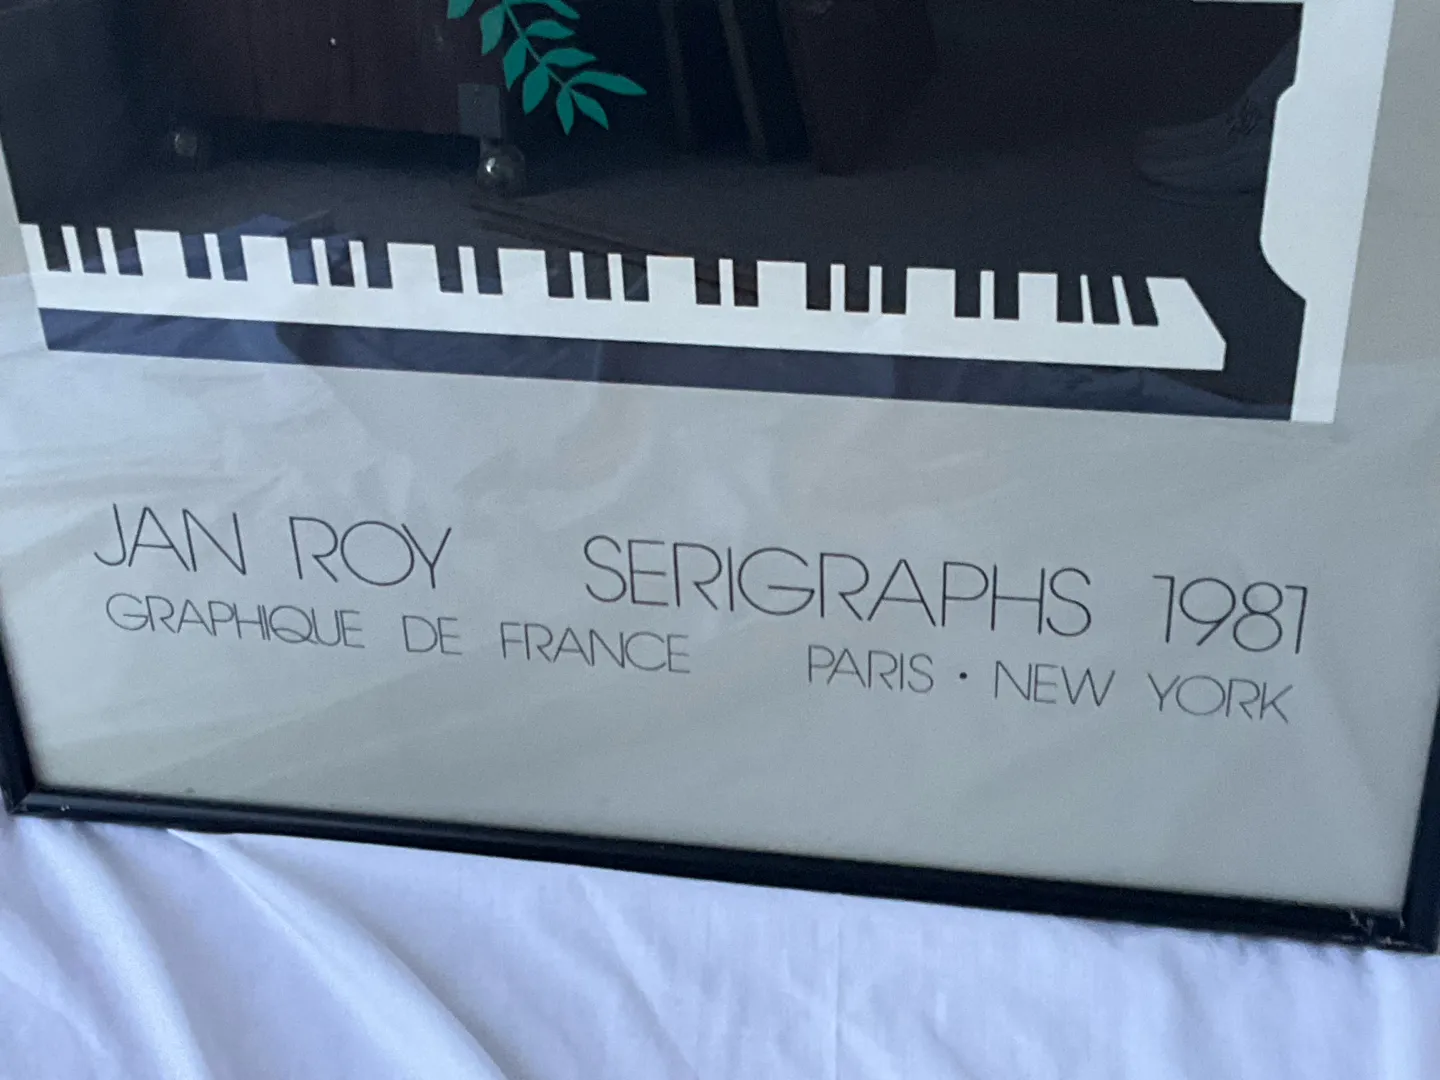 JAN ROY SERIGRAPHS 1981
GRAPHIQUE DE FRANCE PARIS • NEW YORK